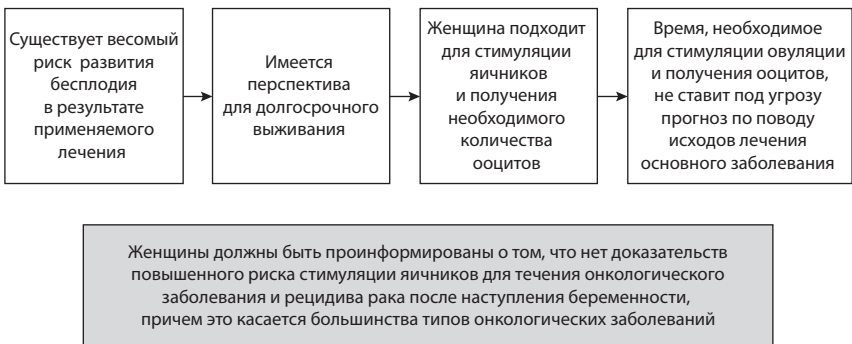 Существует весомый
риск развития
бесплодия
в результате
применяемого
лечения
Имеется
перспектива
для долгосрочного
выживания
Женщина подходит
для стимуляции
яичников
и получения
необходимого
количества
ооцитов
Время, необходимое
для стимуляции овуляции
и получения ооцитов,
не ставит под угрозу
прогноз по поводу
исходов лечения
основного заболевания
Женщины должны быть проинформированы о том, что нет доказательств
повышенного риска стимуляции яичников для течения онкологического
заболевания и рецидива рака после наступления беременности,
причем это касается большинства типов онкологических заболеваний